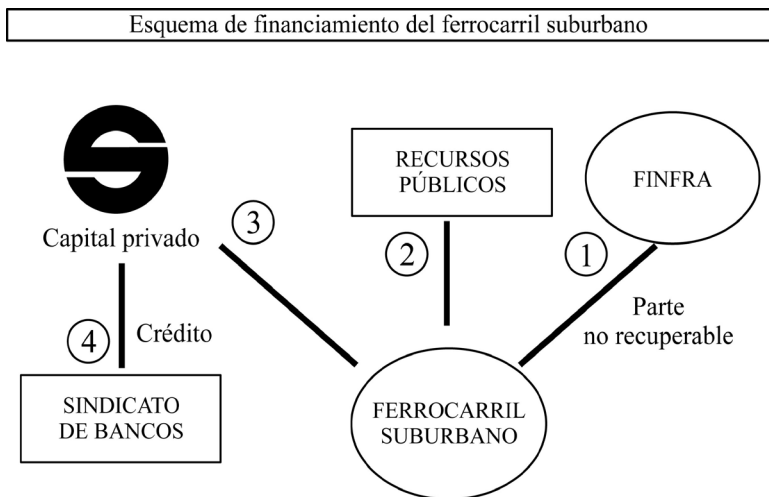 Esquema de financiamiento del ferrocarril suburbano
RECURSOS
PÚBLICOS
FINFRA
Capital privado
3
2
1
4
Crédito
Parte
no recuperable
SINDICATO
DE BANCOS
FERROCARRIL
SUBURBANO